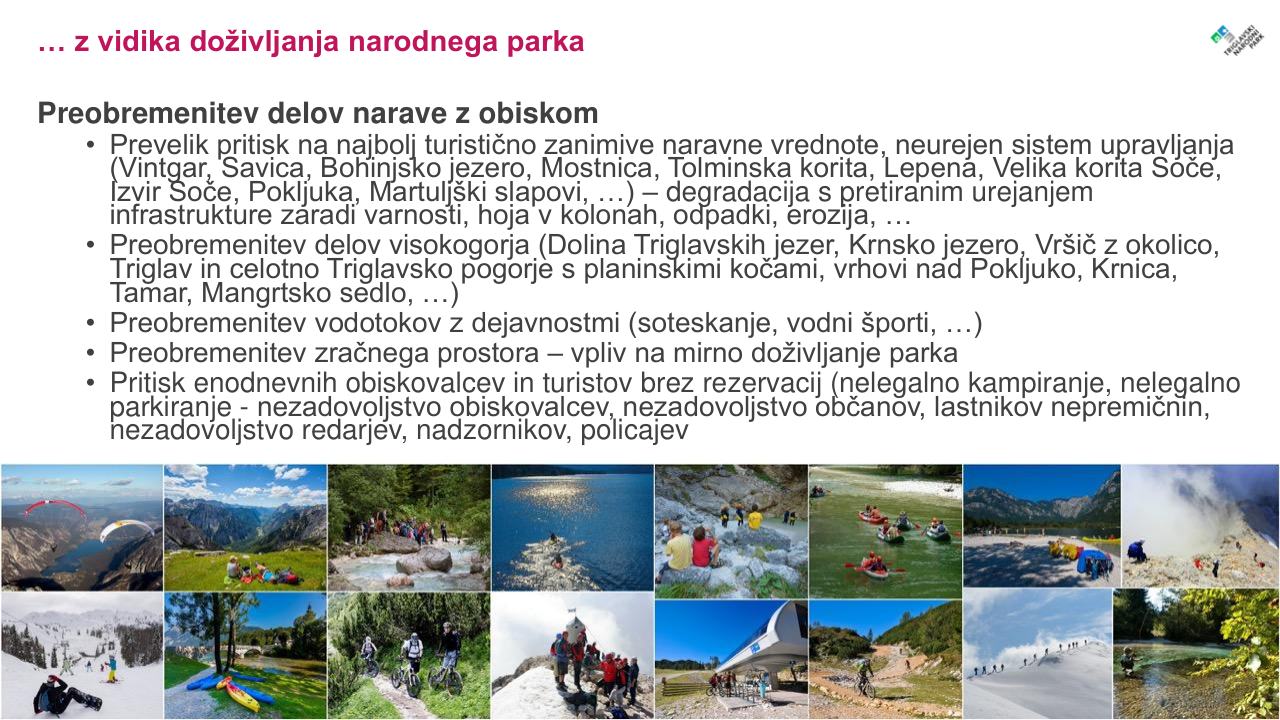 … z vidika doživljanja narodnega parka
TRIGLAVSKI
NARODNI
PARK
Preobremenitev delov narave z obiskom
• Prevelik pritisk na najbolj turistično zanimive naravne vrednote, neurejen sistem upravljanja
(Vintgar, Savica, Bohinjsko jezero, Mostnica, Tolminska korita, Lepena, Velika korita Soče,
Izvir Soče, Pokljuka, Martuljški slapovi, …) – degradacija s pretiranim urejanjem
infrastrukture zaradi varnosti, hoja v kolonah, odpadki, erozija, …
• Preobremenitev delov visokogorja (Dolina Triglavskih jezer, Krnsko jezero, Vršič z okolico,
Triglav in celotno Triglavsko pogorje s planinskimi kočami, vrhovi nad Pokljuko, Krnica,
Tamar, Mangrtsko sedlo, …)
• Preobremenitev vodotokov z dejavnostmi (soteskanje, vodni športi, …)
• Preobremenitev zračnega prostora – vpliv na mirno doživljanje parka
• Pritisk enodnevnih obiskovalcev in turistov brez rezervacij (nelegalno kampiranje, nelegalno
parkiranje - nezadovoljstvo obiskovalcev, nezadovoljstvo občanov, lastnikov nepremičnin,
nezadovoljstvo redarjev, nadzornikov, policajev